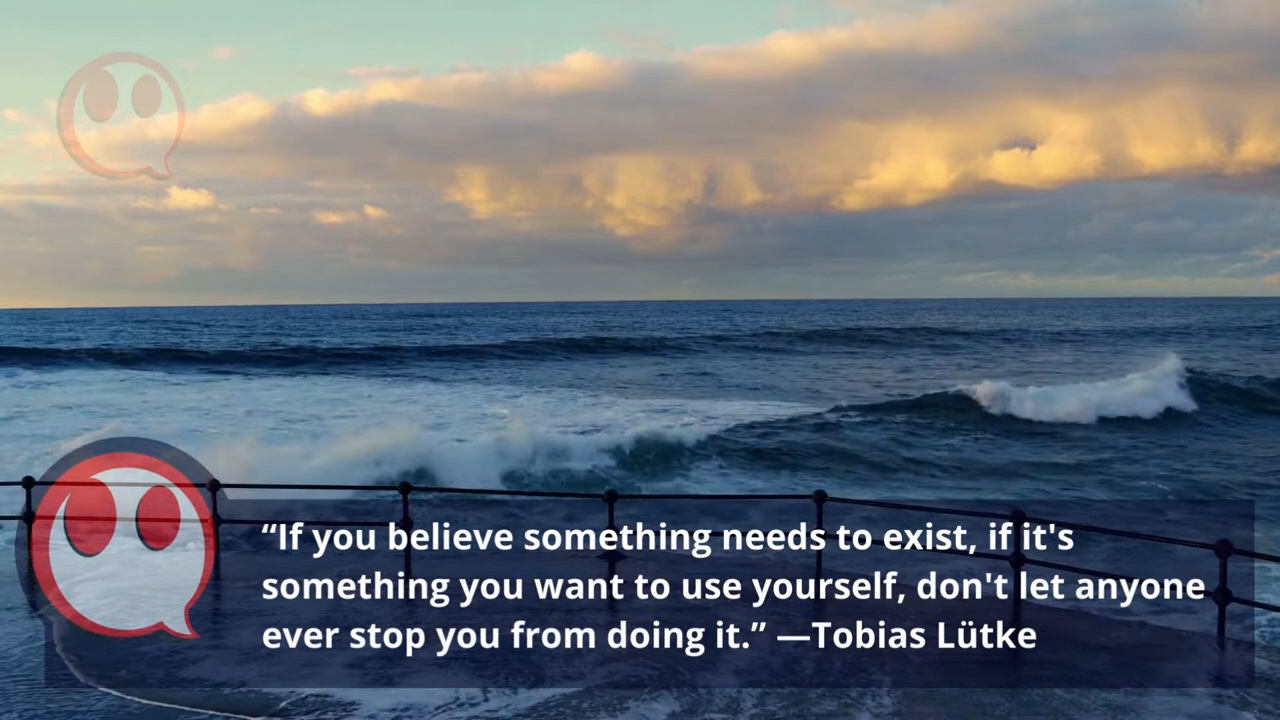 “If you believe something needs to exist, if it's
something you want to use yourself, don't let anyone
ever stop you from doing it.” —Tobias Lütke